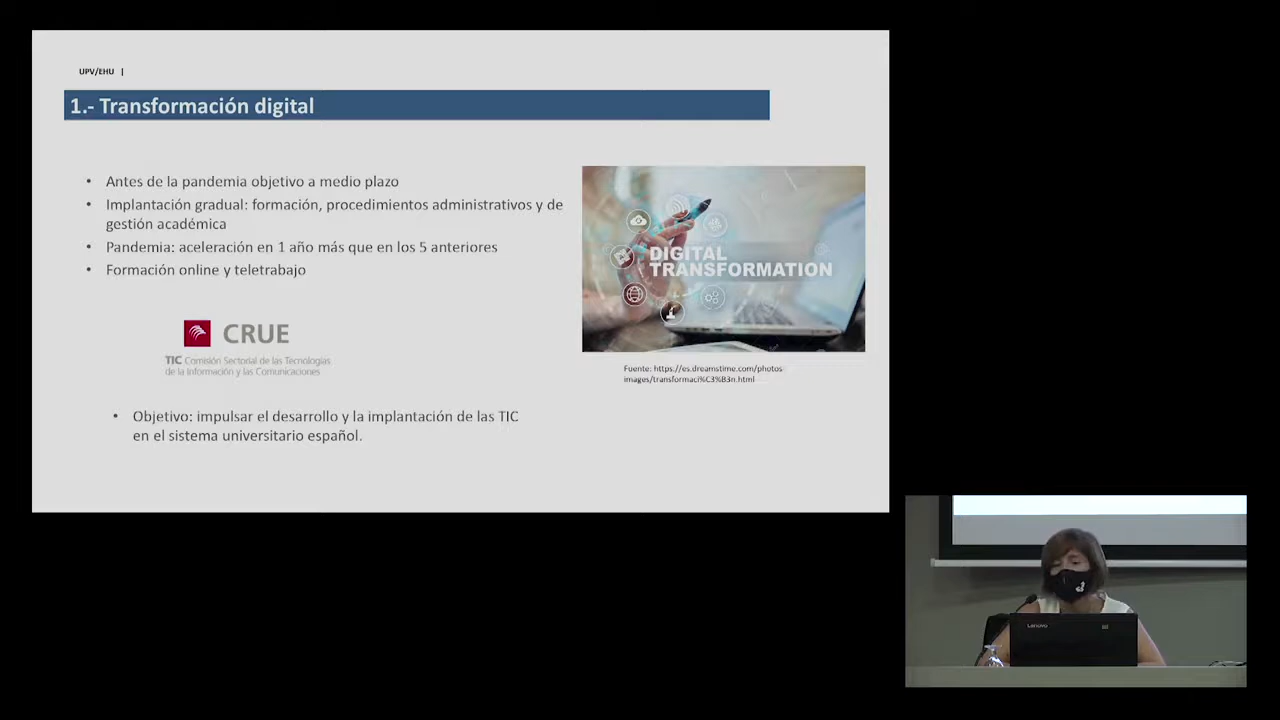 UPV/EHU |
1.- Transformación digital
• Antes de la pandemia objetivo a medio plazo
• Implantación gradual: formación, procedimientos administrativos y de
gestión académica
• Pandemia: aceleración en 1 año más que en los 5 anteriores
• Formación online y teletrabajo
DIGITAL
TRANSFORMATION
Fuente: https://es.dreamstime.com/photos-
images/transformaci%C3%B3n.html
CRUE
TIC Comisión Sectorial de las Tecnologías
de la Información y las Comunicaciones
• Objetivo: impulsar el desarrollo y la implantación de las TIC
en el sistema universitario español.
Lenovo